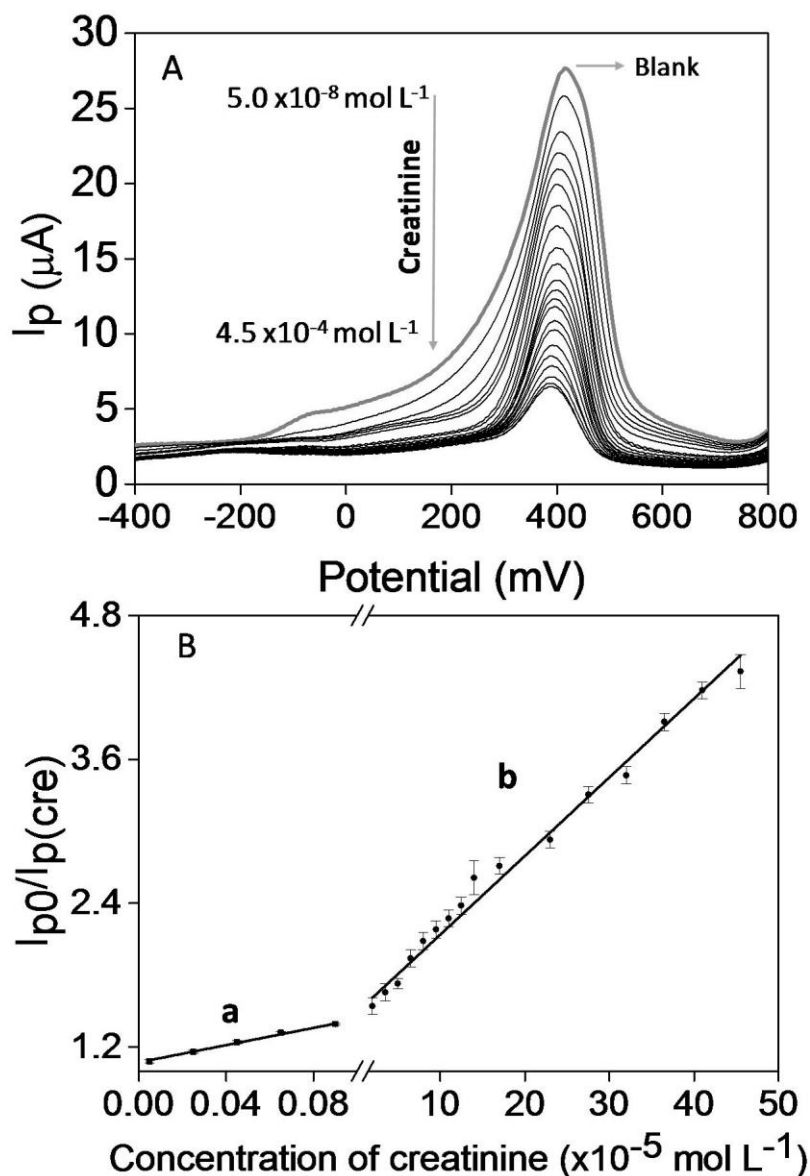 A
30
25
20
15
10
5
0
Ip (μA)
Blank
5.0 x10⁻⁸ mol L⁻¹
Creatinine
4.5 x10⁻⁴ mol L⁻¹
-400 -200 0 200 400 600 800
Potential (mV)
B
4.8
3.6
2.4
1.2
Ip0/Ip(cre)
a
b
0.00 0.04 0.08 10 20 30 40 50
Concentration of creatinine (x10⁻⁵ mol L⁻¹)